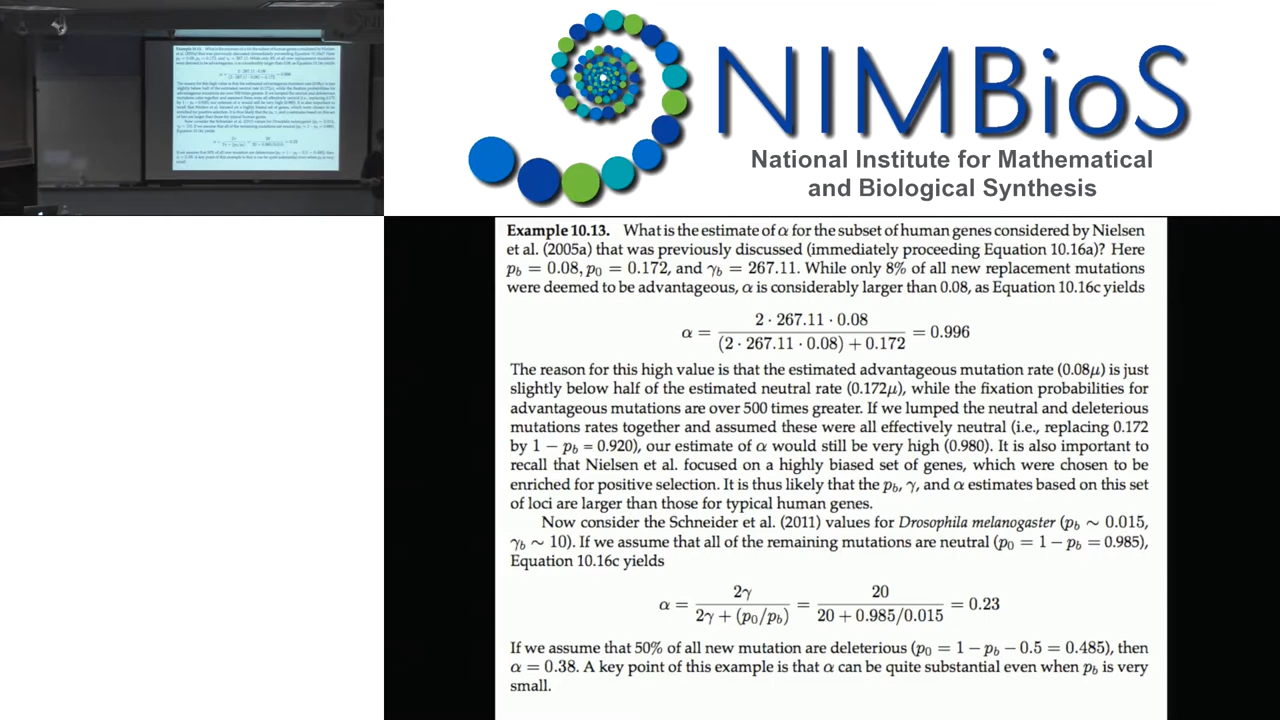 NIMBioS
National Institute for Mathematical
and Biological Synthesis
Example 10.13. What is the estimate of α for the subset of human genes considered by Nielsen
et al. (2005a) that was previously discussed (immediately proceeding Equation 10.16a)? Here
p_b = 0.08, p_0 = 0.172, and γ_b = 267.11. While only 8% of all new replacement mutations
were deemed to be advantageous, α is considerably larger than 0.08, as Equation 10.16c yields
α = 2 · 267.11 · 0.08 / (2 · 267.11 · 0.08) + 0.172 = 0.996
The reason for this high value is that the estimated advantageous mutation rate (0.08μ) is just
slightly below half of the estimated neutral rate (0.172μ), while the fixation probabilities for
advantageous mutations are over 500 times greater. If we lumped the neutral and deleterious
mutations rates together and assumed these were all effectively neutral (i.e., replacing 0.172
by 1 − p_b = 0.920), our estimate of α would still be very high (0.980). It is also important to
recall that Nielsen et al. focused on a highly biased set of genes, which were chosen to be
enriched for positive selection. It is thus likely that the p_b, γ, and α estimates based on this set
of loci are larger than those for typical human genes.
Now consider the Schneider et al. (2011) values for Drosophila melanogaster (p_b ∼ 0.015,
γ_b ∼ 10). If we assume that all of the remaining mutations are neutral (p_0 = 1 − p_b = 0.985),
Equation 10.16c yields
α = 2γ / 2γ + (p_0/p_b) = 20 / 20 + 0.985/0.015 = 0.23
If we assume that 50% of all new mutation are deleterious (p_0 = 1 − p_b − 0.5 = 0.485), then
α = 0.38. A key point of this example is that α can be quite substantial even when p_b is very
small.